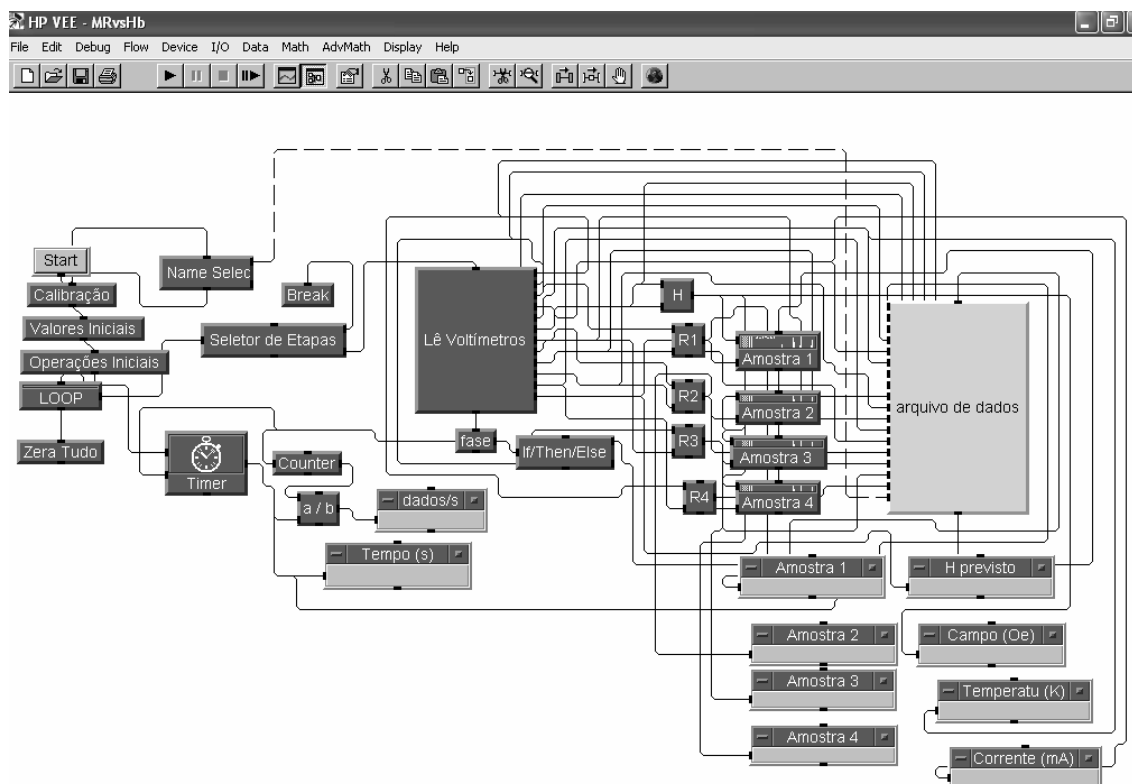 HP VEE - MRvsHb
File Edit Debug Flow Device I/O Data Math AdvMath Display Help
Start
Name Selec
Calibração
Break
Valores Iniciais
Seletor de Etapas
Operações Iniciais
LOOP
Zera Tudo
Timer
Counter
a / b
dados/s
Tempo (s)
Lê Voltímetros
fase
If/Then/Else
H
R1
R2
R3
R4
Amostra 1
Amostra 2
Amostra 3
Amostra 4
arquivo de dados
Amostra 1
H previsto
Amostra 2
Campo (Oe)
Amostra 3
Temperatu (K)
Amostra 4
Corrente (mA)